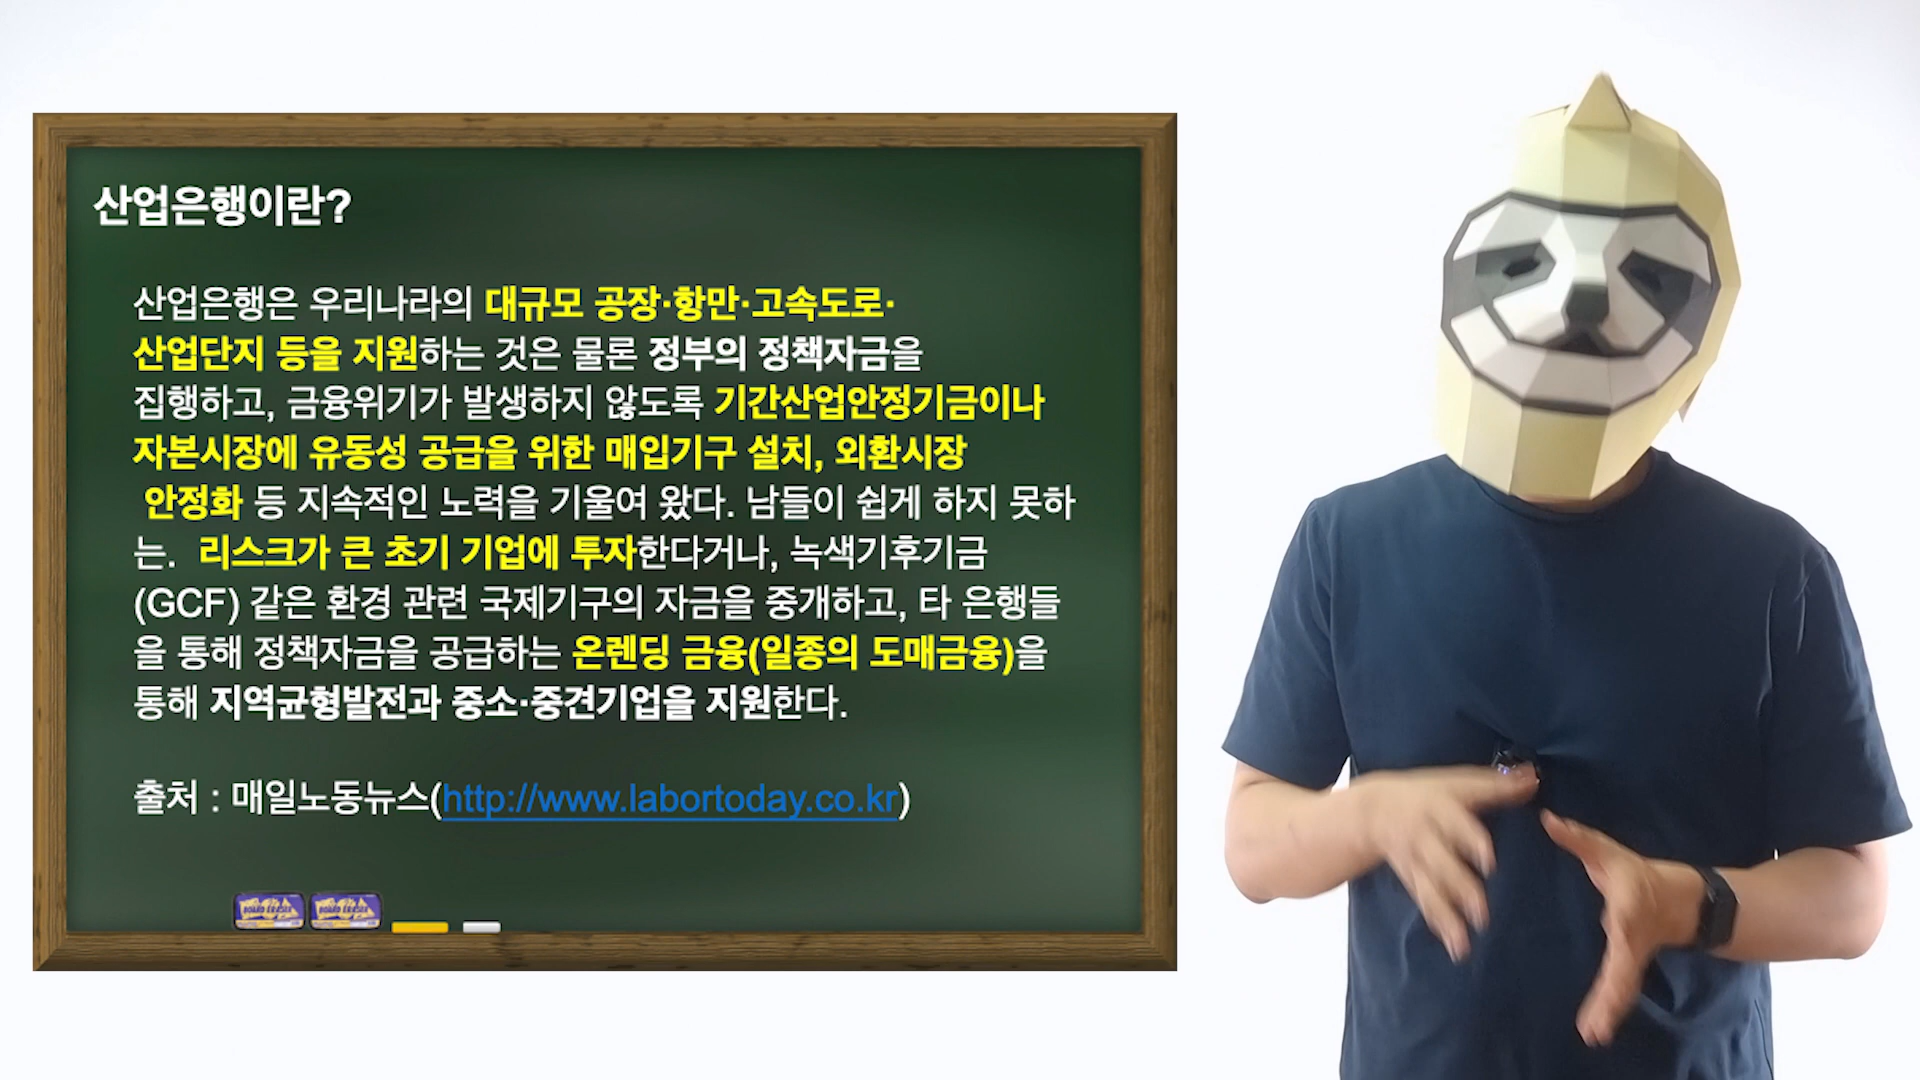 산업은행이란?
산업은행은 우리나라의 대규모 공장·항만·고속도로·
산업단지 등을 지원하는 것은 물론 정부의 정책자금을
집행하고, 금융위기가 발생하지 않도록 기간산업안정기금이나
자본시장에 유동성 공급을 위한 매입기구 설치, 외환시장
안정화 등 지속적인 노력을 기울여 왔다. 남들이 쉽게 하지 못하
는. 리스크가 큰 초기 기업에 투자한다거나, 녹색기후기금
(GCF) 같은 환경 관련 국제기구의 자금을 중개하고, 타 은행들
을 통해 정책자금을 공급하는 온렌딩 금융(일종의 도매금융)을
통해 지역균형발전과 중소·중견기업을 지원한다.
출처 : 매일노동뉴스(http://www.labortoday.co.kr)
BOARD ERASER BOARD ERASER